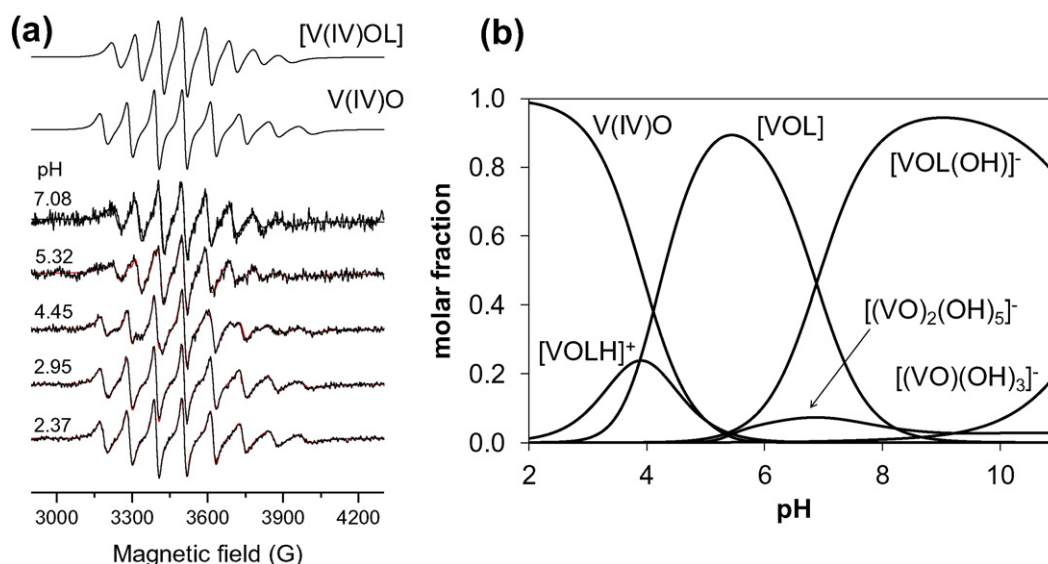 (a)
[V(IV)OL]
V(IV)O
pH
7.08
5.32
4.45
2.95
2.37
3000 3300 3600 3900 4200
Magnetic field (G)
(b)
molar fraction
1.0
0.8
0.6
0.4
0.2
0.0
V(IV)O
[VOL]
[VOL(OH)]⁻
[(VO)₂(OH)₅]⁻
[VOLH]⁺
[(VO)(OH)₃]⁻
2 4 6 8 10
pH